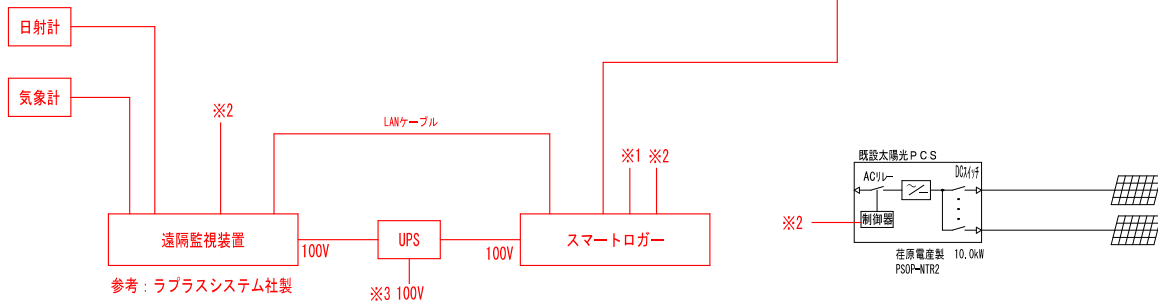 日射計
気象計
※2
LANケーブル
※1 ※2
遠隔監視装置
100V
UPS
100V
スマートロガー
参考：ラプラスシステム社製
※3 100V
既設太陽光PCS
ACリレー
DCスイッチ
制御器
※2
荏原電産製 10.0kW
PSOP-NTR2